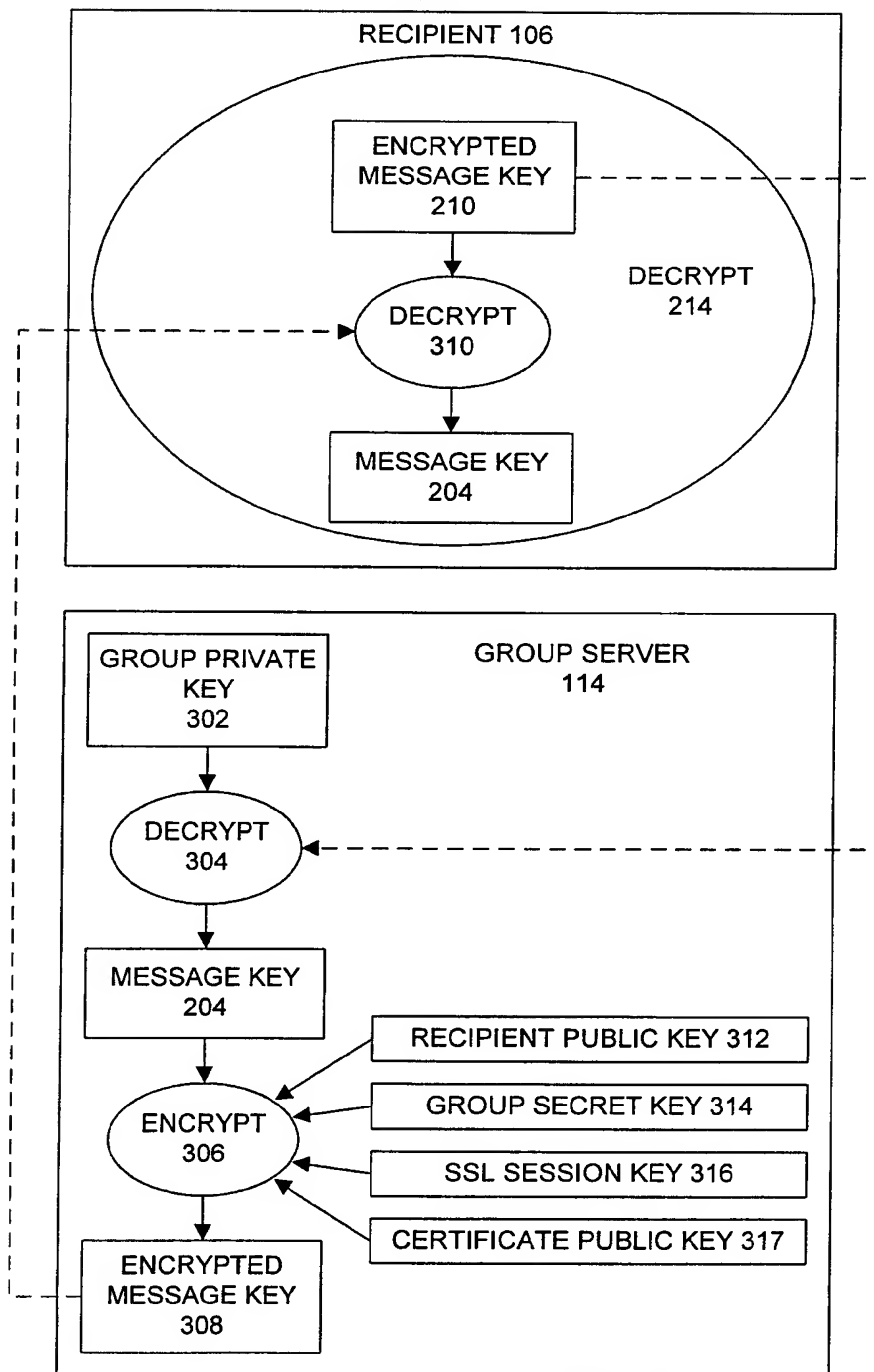 RECIPIENT 106
ENCRYPTED
MESSAGE KEY
210
DECRYPT
214
DECRYPT
310
MESSAGE KEY
204
GROUP PRIVATE
KEY
302
GROUP SERVER
114
DECRYPT
304
MESSAGE KEY
204
RECIPIENT PUBLIC KEY 312
GROUP SECRET KEY 314
ENCRYPT
306
SSL SESSION KEY 316
CERTIFICATE PUBLIC KEY 317
ENCRYPTED
MESSAGE KEY
308